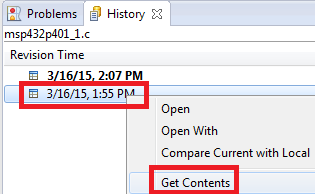 Problems History
msp432p401_1.c
Revision Time
3/16/15, 2:07 PM
3/16/15, 1:55 PM
Open
Open With
Compare Current with Local
Get Contents